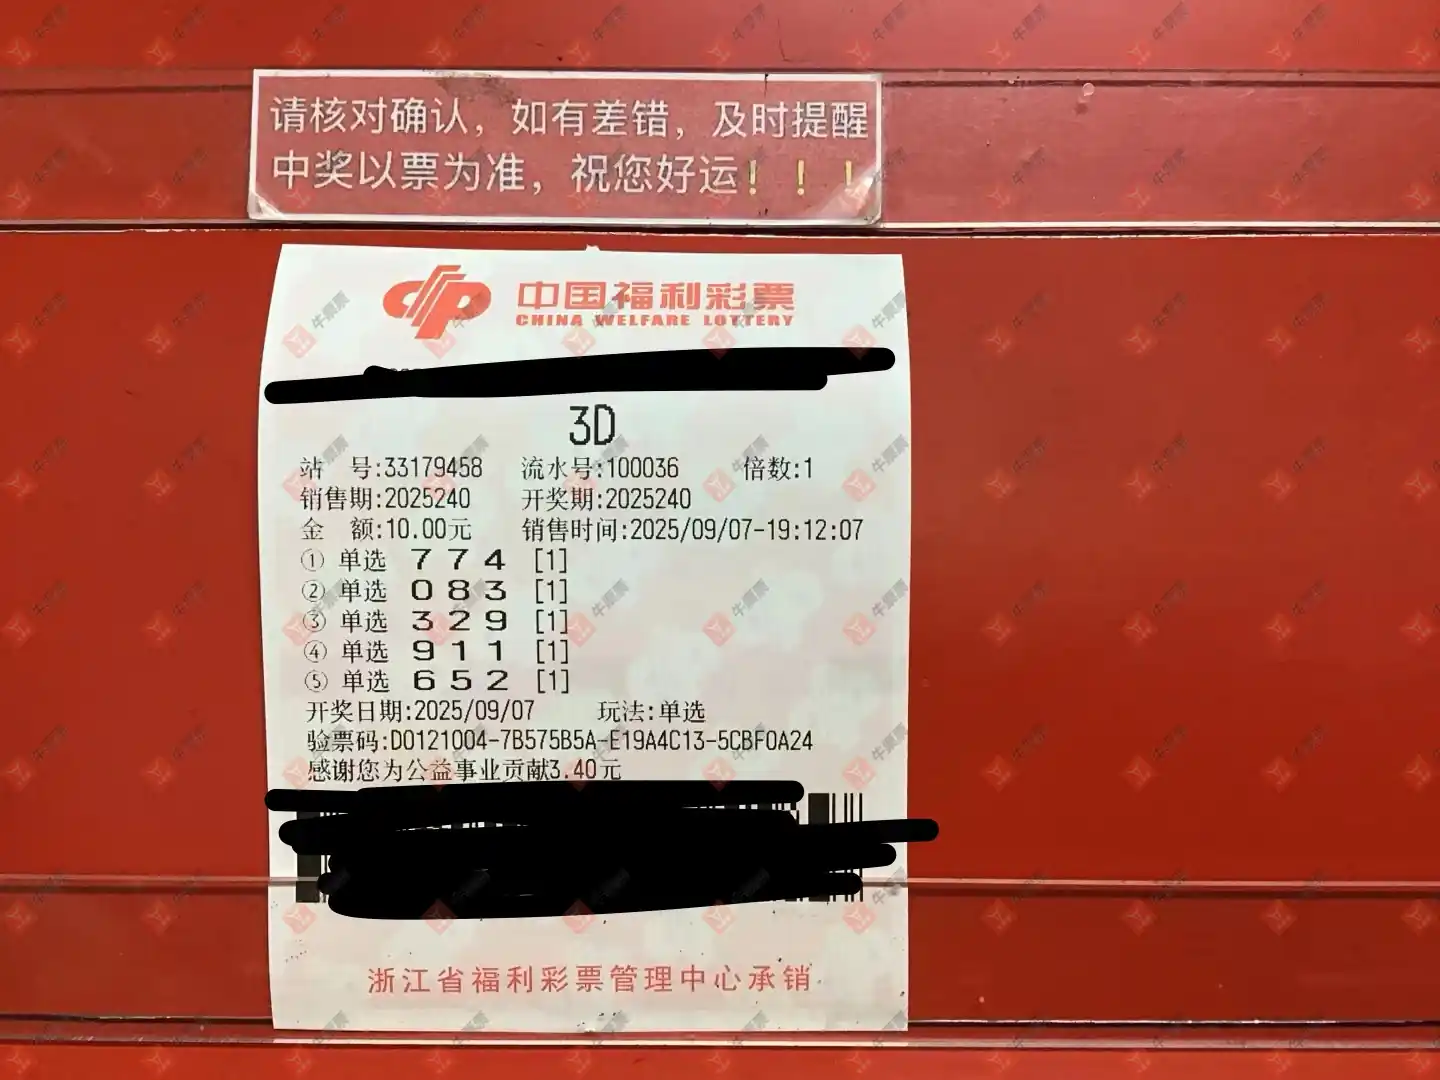 请核对确认，如有差错，及时提醒
中奖以票为准，祝您好运！！！
中国福利彩票
CHINA WELFARE LOTTERY
3D
站 号:33179458 流水号:100036 倍数:1
销售期:2025240 开奖期:2025240
金 额:10.00元 销售时间:2025/09/07-19:12:07
① 单选 7 7 4 [1]
② 单选 0 8 3 [1]
③ 单选 3 2 9 [1]
④ 单选 9 1 1 [1]
⑤ 单选 6 5 2 [1]
开奖日期:2025/09/07 玩法:单选
验票码:D0121004-7B575B5A-E19A4C13-5CBF0A24
感谢您为公益事业贡献3.40元
浙江省福利彩票管理中心承销
牛票票